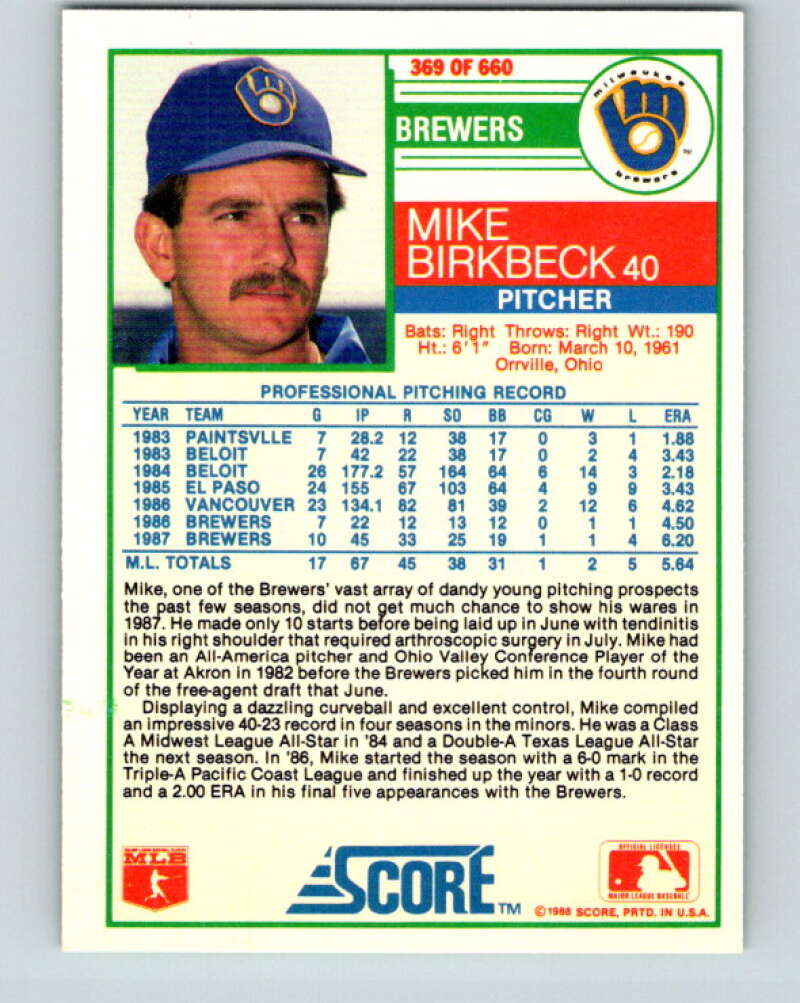 369 OF 660
milwaukee
BREWERS
brewers
MIKE
BIRKBECK 40
PITCHER
Bats: Right Throws: Right Wt.: 190
Ht.: 6'1" Born: March 10, 1961
Orrville, Ohio
PROFESSIONAL PITCHING RECORD
YEAR TEAM G IP R SO BB CG W L ERA
1983 PAINTSVLLE 7 28.2 12 38 17 0 3 1 1.88
1983 BELOIT 7 42 22 38 17 0 2 4 3.43
1984 BELOIT 26 177.2 57 164 64 6 14 3 2.18
1985 EL PASO 24 155 67 103 64 4 9 9 3.43
1986 VANCOUVER 23 134.1 82 81 39 2 12 6 4.62
1986 BREWERS 7 22 12 13 12 0 1 1 4.50
1987 BREWERS 10 45 33 25 19 1 1 4 6.20
M.L. TOTALS 17 67 45 38 31 1 2 5 5.64
Mike, one of the Brewers' vast array of dandy young pitching prospects
the past few seasons, did not get much chance to show his wares in
1987. He made only 10 starts before being laid up in June with tendinitis
in his right shoulder that required arthroscopic surgery in July. Mike had
been an All-America pitcher and Ohio Valley Conference Player of the
Year at Akron in 1982 before the Brewers picked him in the fourth round
of the free-agent draft that June.
Displaying a dazzling curveball and excellent control, Mike compiled
an impressive 40-23 record in four seasons in the minors. He was a Class
A Midwest League All-Star in '84 and a Double-A Texas League All-Star
the next season. In '86, Mike started the season with a 6-0 mark in the
Triple-A Pacific Coast League and finished up the year with a 1-0 record
and a 2.00 ERA in his final five appearances with the Brewers.
MLB
SCORE™
OFFICIAL LICENSEE
MAJOR LEAGUE BASEBALL
©1988 SCORE, PRTD. IN U.S.A.